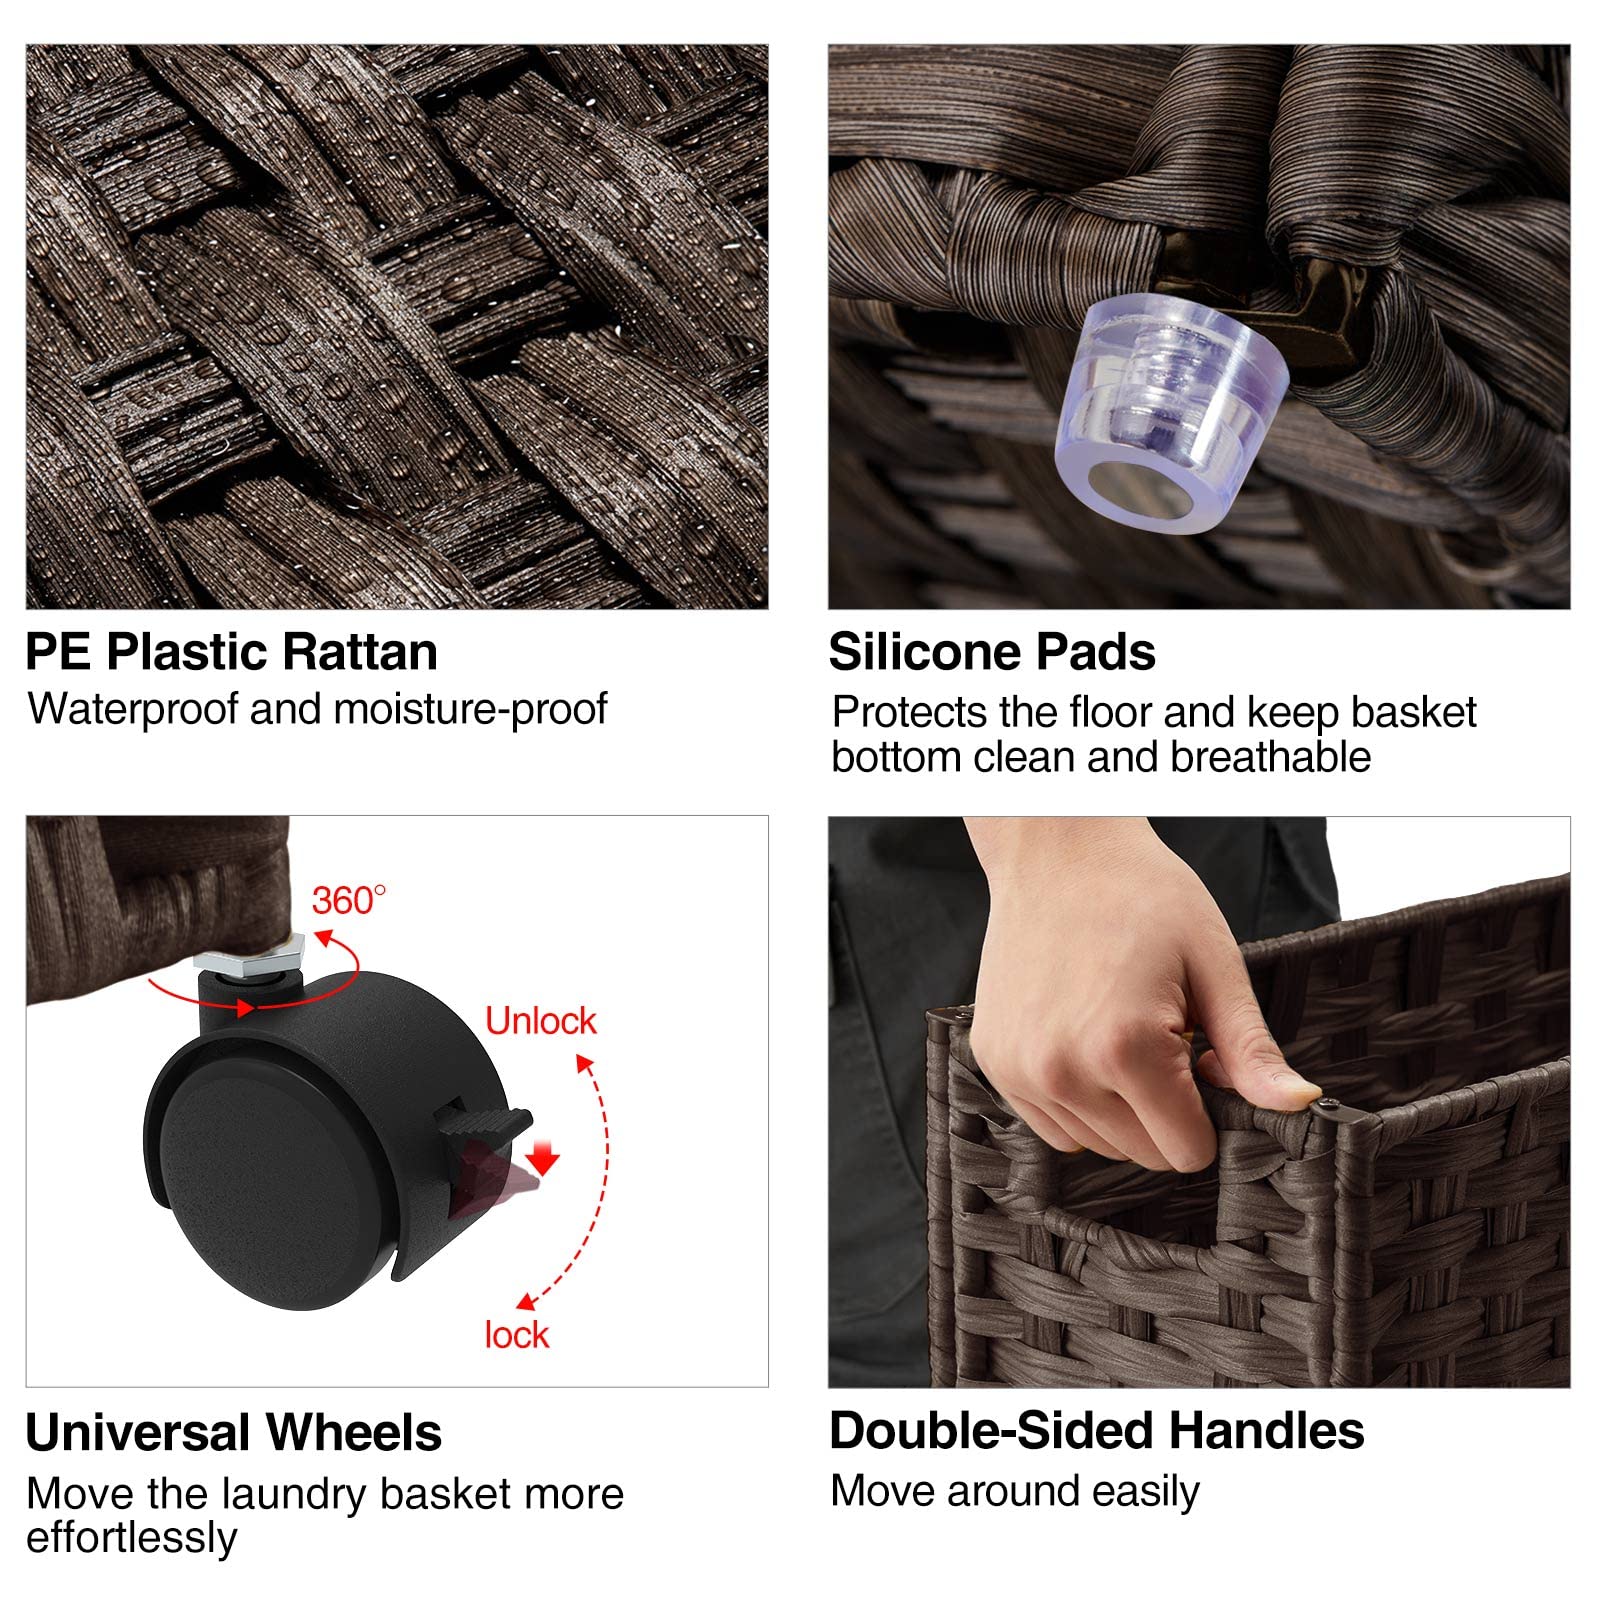 PE Plastic Rattan
Waterproof and moisture-proof
Silicone Pads
Protects the floor and keep basket
bottom clean and breathable
360°
Unlock
lock
Universal Wheels
Move the laundry basket more
effortlessly
Double-Sided Handles
Move around easily